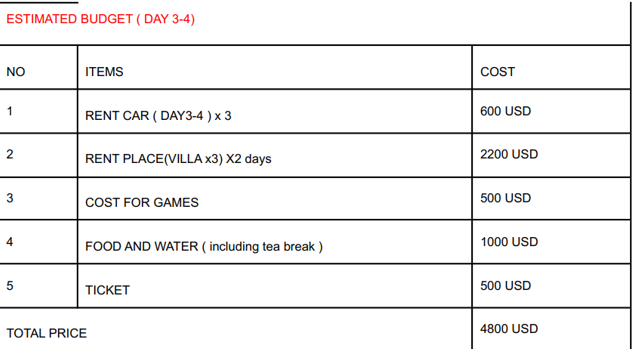 ESTIMATED BUDGET ( DAY 3-4)
NO ITEMS COST
1 RENT CAR ( DAY3-4 ) x 3 600 USD
2 RENT PLACE(VILLA x3) X2 days 2200 USD
3 COST FOR GAMES 500 USD
4 FOOD AND WATER ( including tea break ) 1000 USD
5 TICKET 500 USD
TOTAL PRICE 4800 USD